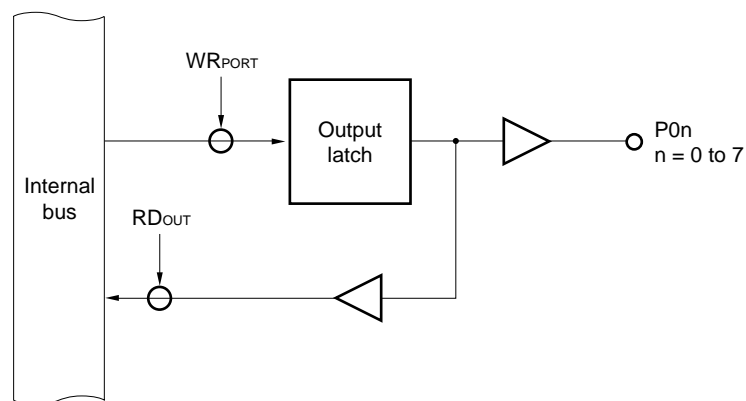 WRPORT
Output
latch
P0n
n = 0 to 7
Internal
bus
RDOUT